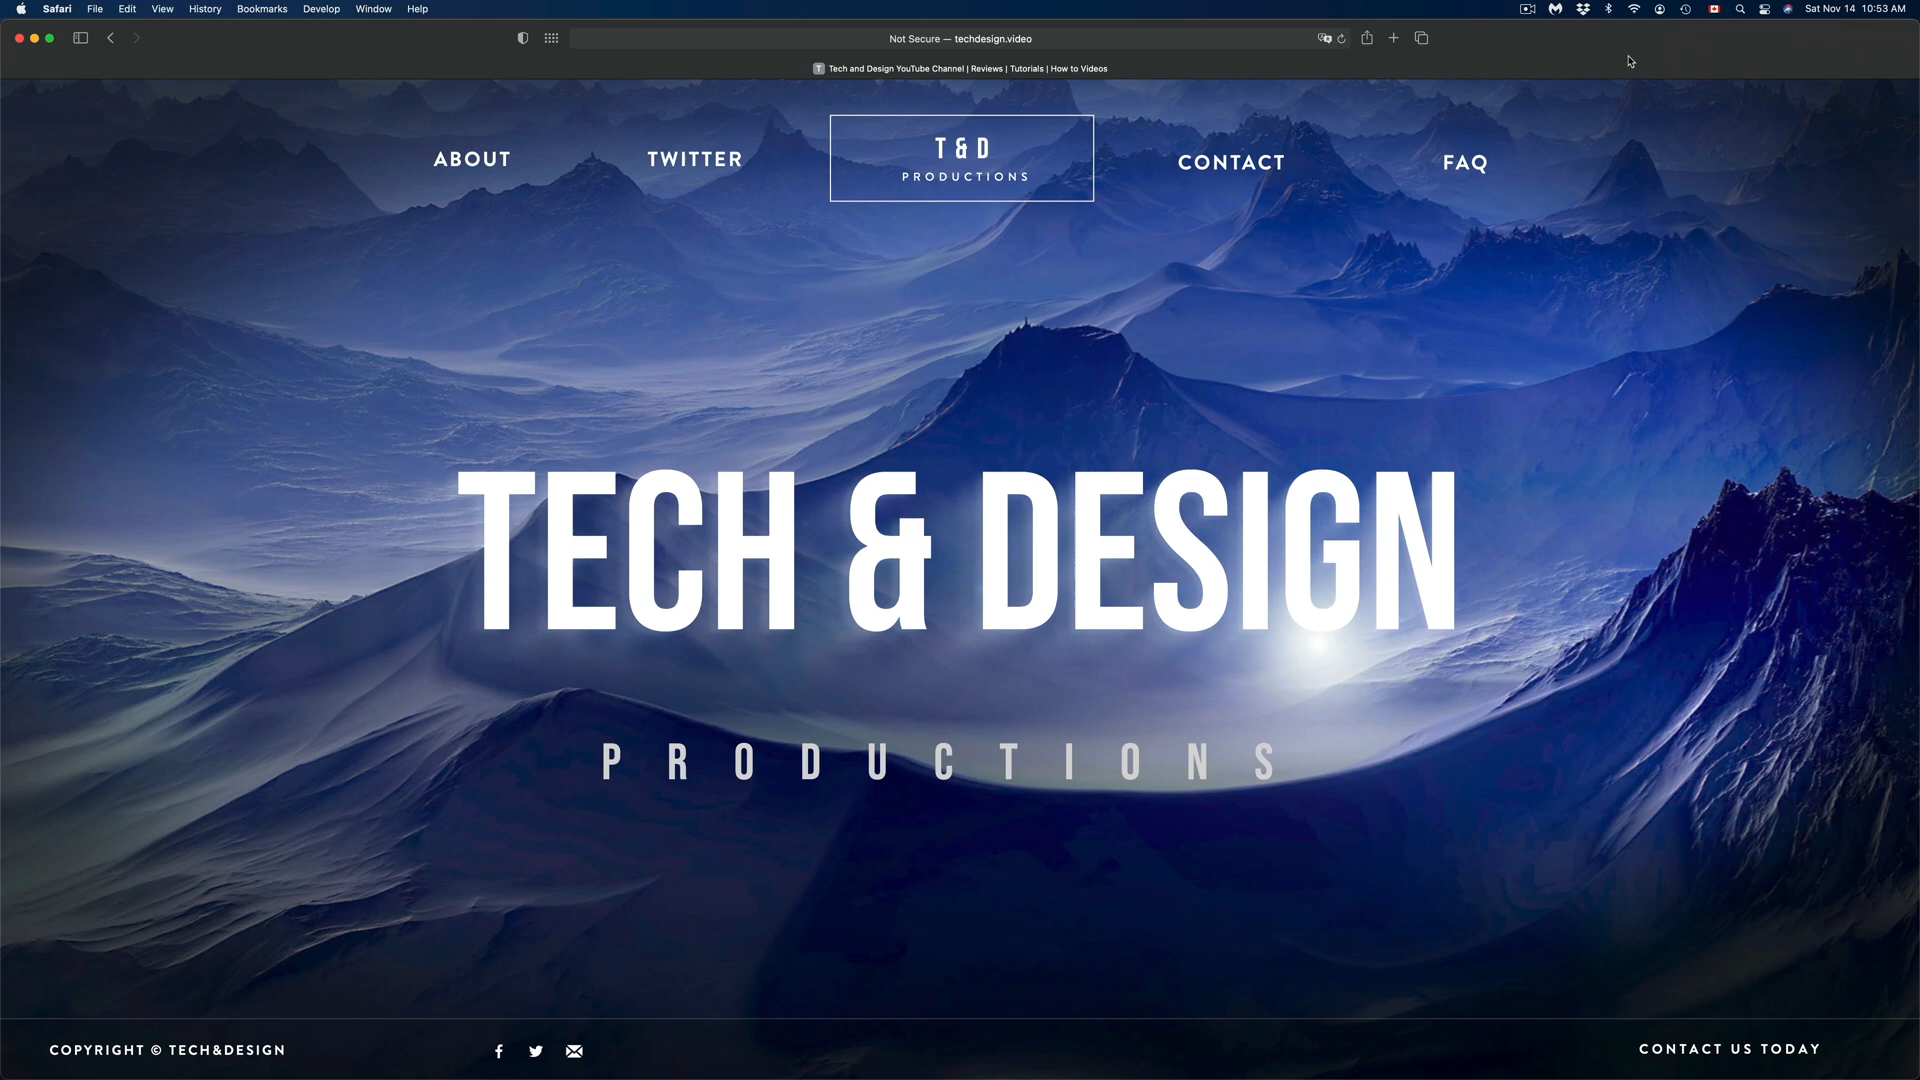 Safari File Edit View History Bookmarks Develop Window Help Sat Nov 14 10:53 AM
Not Secure — techdesign.video
T Tech and Design YouTube Channel | Reviews | Tutorials | How to Videos
ABOUT TWITTER T & D CONTACT FAQ
PRODUCTIONS
TECH & DESIGN
PRODUCTIONS
COPYRIGHT © TECH&DESIGN CONTACT US TODAY